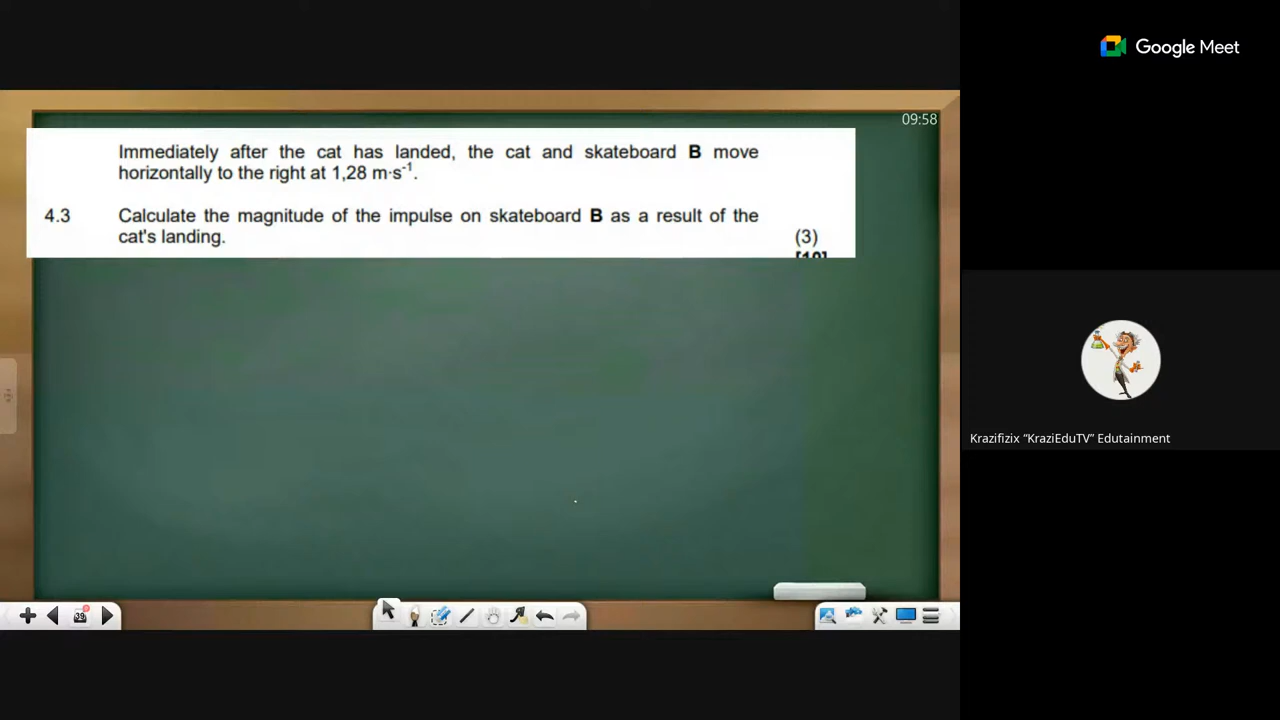 Google Meet
09:58
Immediately after the cat has landed, the cat and skateboard B move
horizontally to the right at 1,28 m·s⁻¹.
4.3 Calculate the magnitude of the impulse on skateboard B as a result of the
cat's landing. (3)
[10]
Krazifizix “KraziEduTV” Edutainment
39